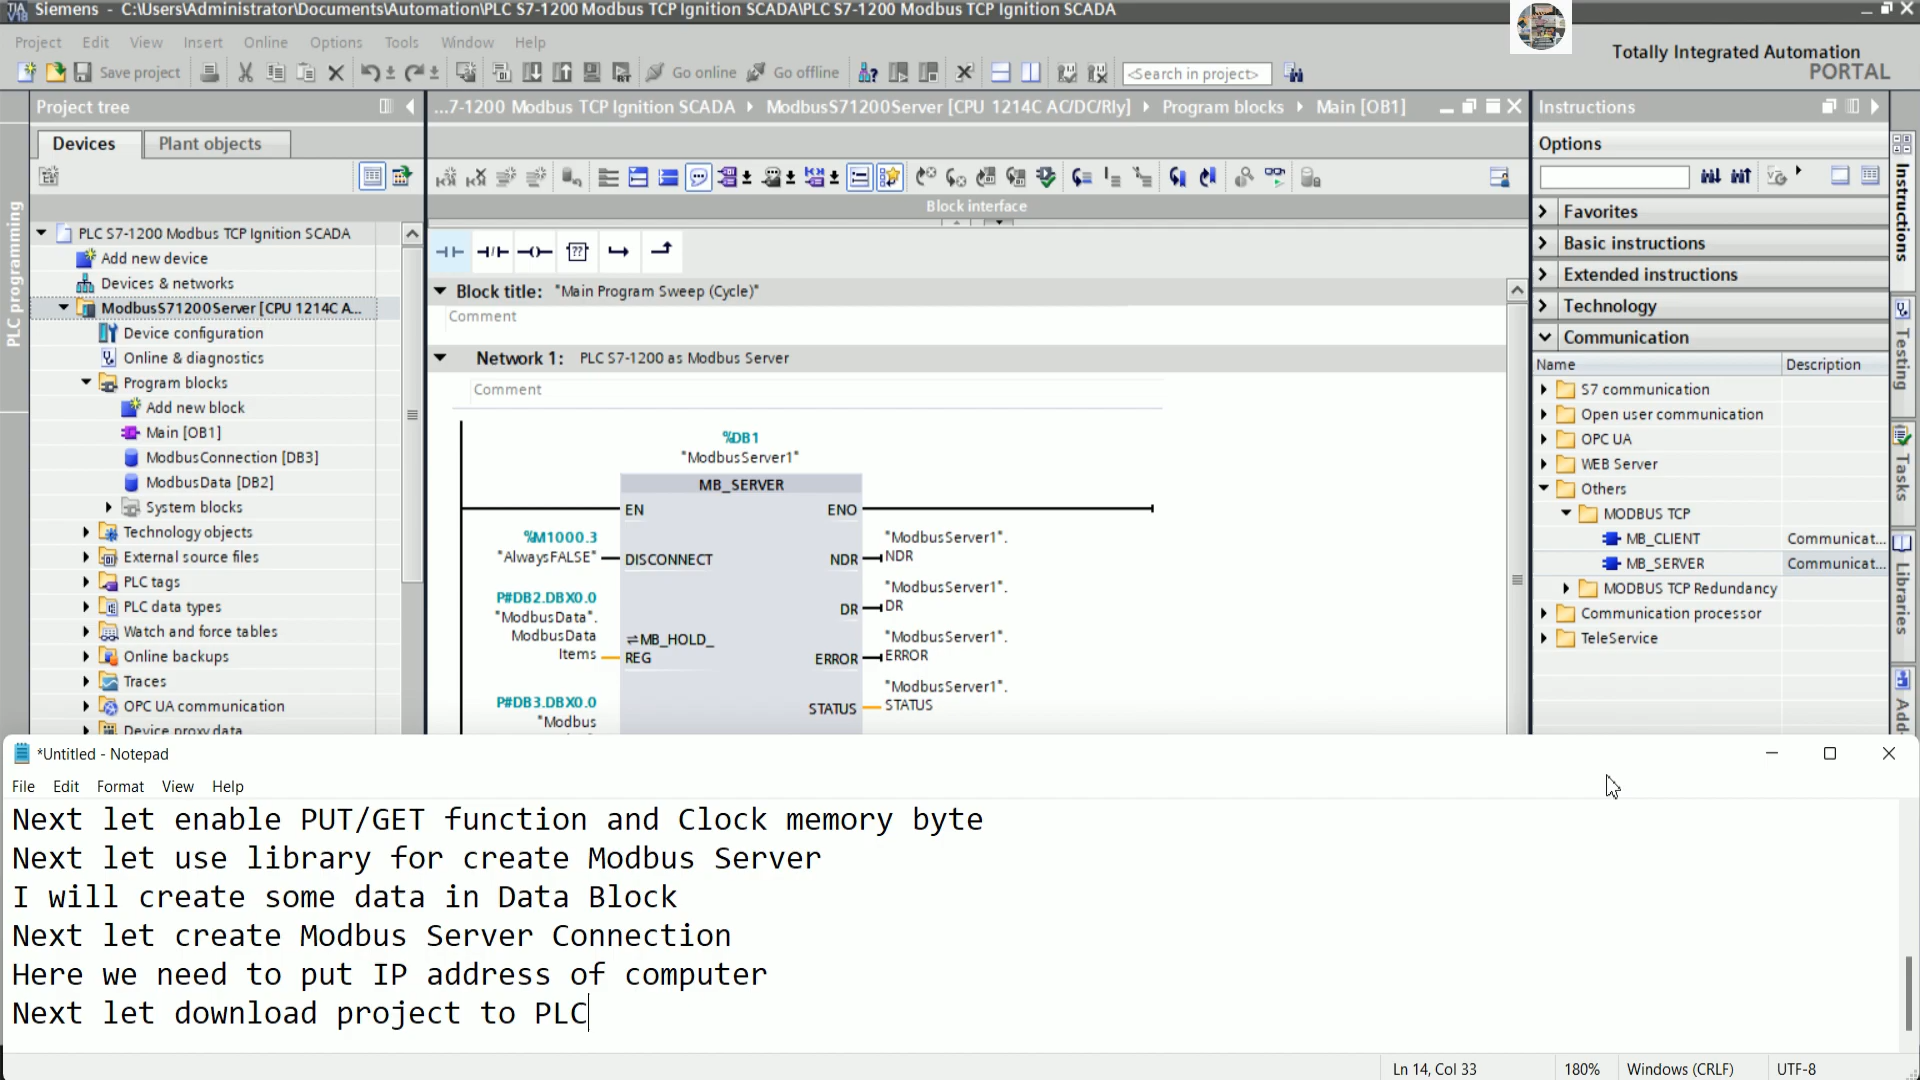 Siemens - C:\Users\Administrator\Documents\Automation\PLC S7-1200 Modbus TCP Ignition SCADA\PLC S7-1200 Modbus TCP Ignition SCADA
Project Edit View Insert Online Options Tools Window Help
Totally Integrated Automation
PORTAL
Save project Go online Go offline <Search in project>
Project tree
...7-1200 Modbus TCP Ignition SCADA ModbusS71200Server [CPU 1214C AC/DC/Rly] Program blocks Main [OB1]
Instructions
Devices
Plant objects
Options
Block interface
PLC programming
PLC S7-1200 Modbus TCP Ignition SCADA
Add new device
Devices & networks
ModbusS71200Server [CPU 1214C A...
Device configuration
Online & diagnostics
Program blocks
Add new block
Main [OB1]
ModbusConnection [DB3]
ModbusData [DB2]
System blocks
Technology objects
External source files
PLC tags
PLC data types
Watch and force tables
Online backups
Traces
OPC UA communication
Device proxy data
Block title: "Main Program Sweep (Cycle)"
Comment
Network 1: PLC S7-1200 as Modbus Server
Comment
%DB1
"ModbusServer1"
MB_SERVER
EN ENO
%M1000.3
"AlwaysFALSE" DISCONNECT
"ModbusServer1".
NDR NDR
P#DB2.DBX0.0
"ModbusData".
ModbusData
Items
MB_HOLD_
REG
"ModbusServer1".
DR DR
"ModbusServer1".
ERROR ERROR
P#DB3.DBX0.0
"Modbus
"ModbusServer1".
STATUS STATUS
Favorites
Basic instructions
Extended instructions
Technology
Communication
Name Description
S7 communication
Open user communication
OPC UA
WEB Server
Others
MODBUS TCP
MB_CLIENT Communicat...
MB_SERVER Communicat...
MODBUS TCP Redundancy
Communication processor
TeleService
Instructions
Testing
Tasks
Libraries
*Untitled - Notepad
File Edit Format View Help
Next let enable PUT/GET function and Clock memory byte
Next let use library for create Modbus Server
I will create some data in Data Block
Next let create Modbus Server Connection
Here we need to put IP address of computer
Next let download project to PLC
Ln 14, Col 33 180% Windows (CRLF) UTF-8